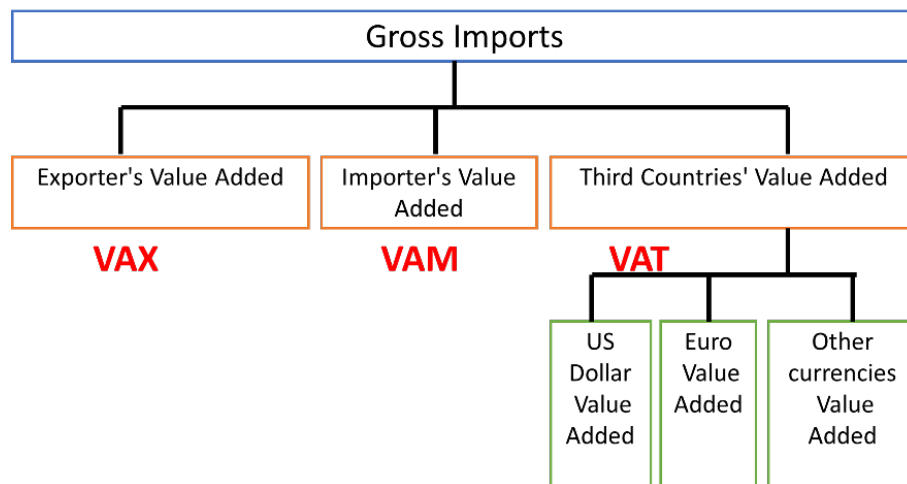 Gross Imports
Exporter's Value Added
Importer's Value
Added
Third Countries' Value Added
VAX
VAM
VAT
US
Dollar
Value
Added
Euro
Value
Added
Other
currencies
Value
Added